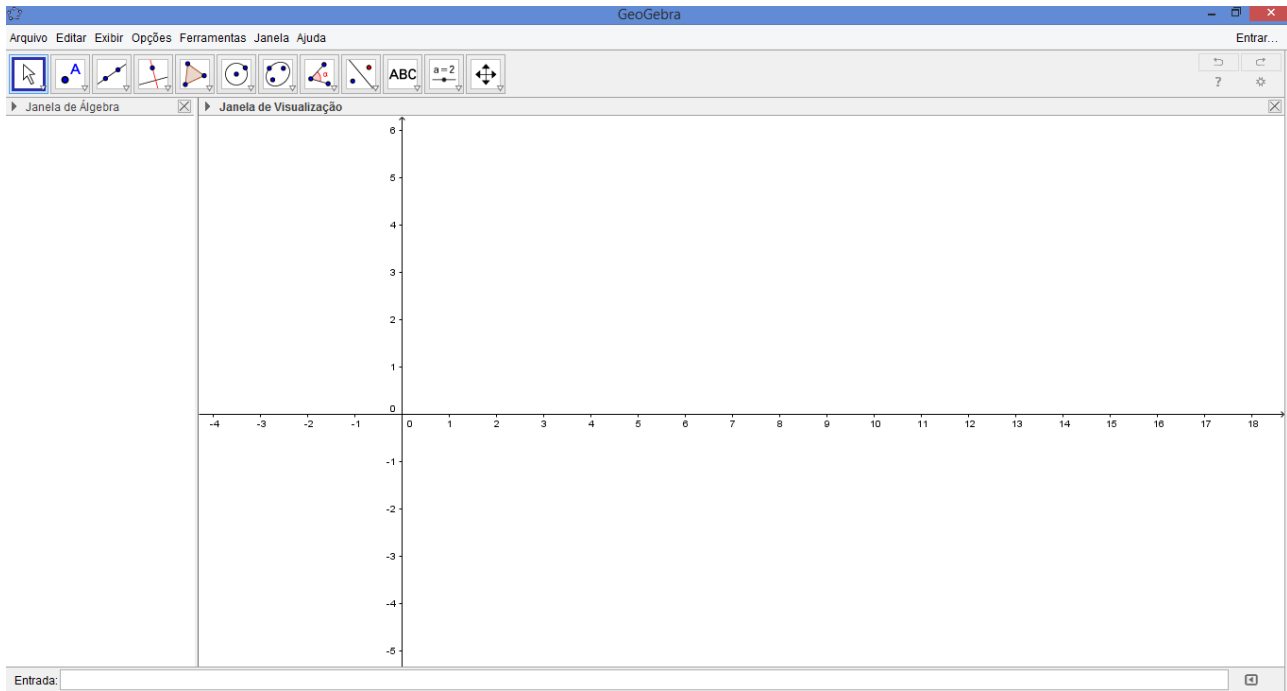 GeoGebra
Arquivo Editar Exibir Opções Ferramentas Janela Ajuda Entrar...
A α ABC a = 2 ?
Janela de Álgebra Janela de Visualização
6
5
4
3
2
1
0
-4 -3 -2 -1 0 1 2 3 4 5 6 7 8 9 10 11 12 13 14 15 16 17 18
-1
-2
-3
-4
-5
Entrada: